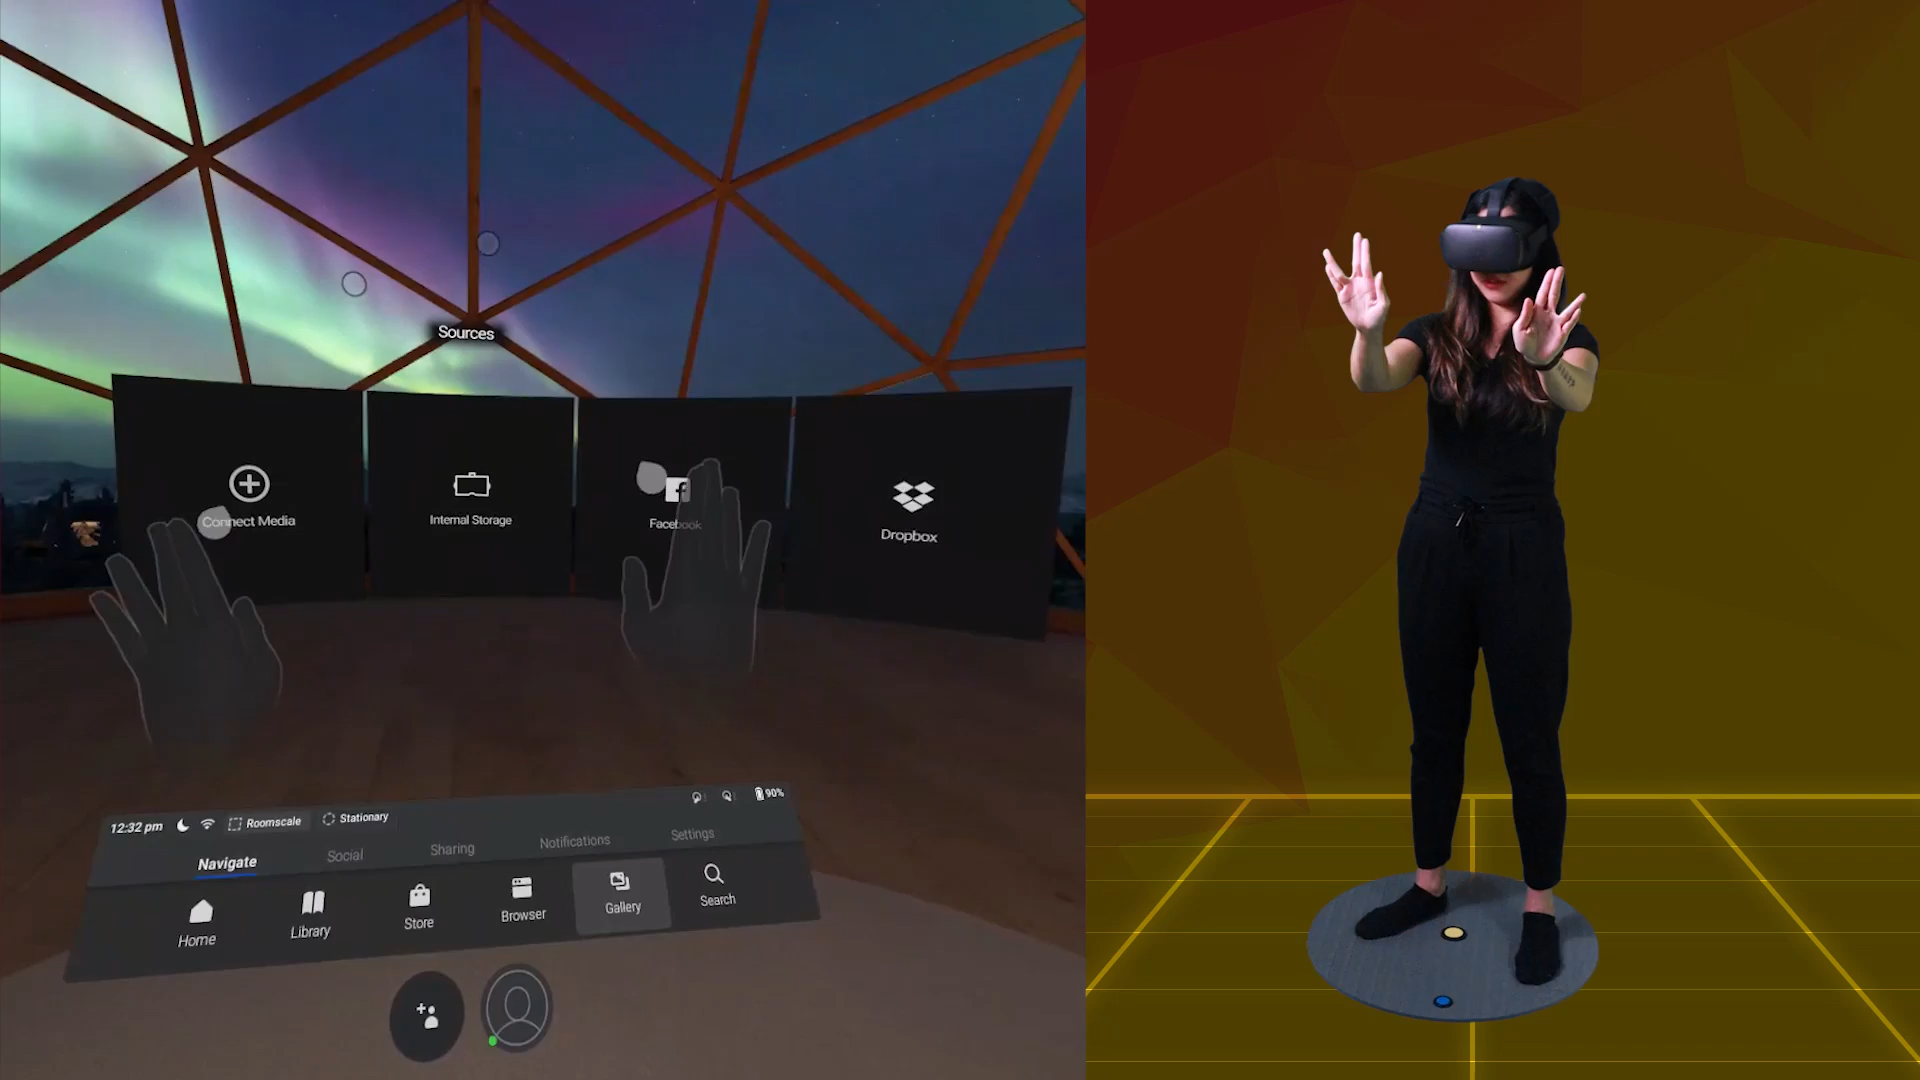 Sources
Connect Media
Internal Storage
Facebook
Dropbox
12:32 pm Roomscale Stationary 90%
Navigate Social Sharing Notifications Settings
Home Library Store Browser Gallery Search